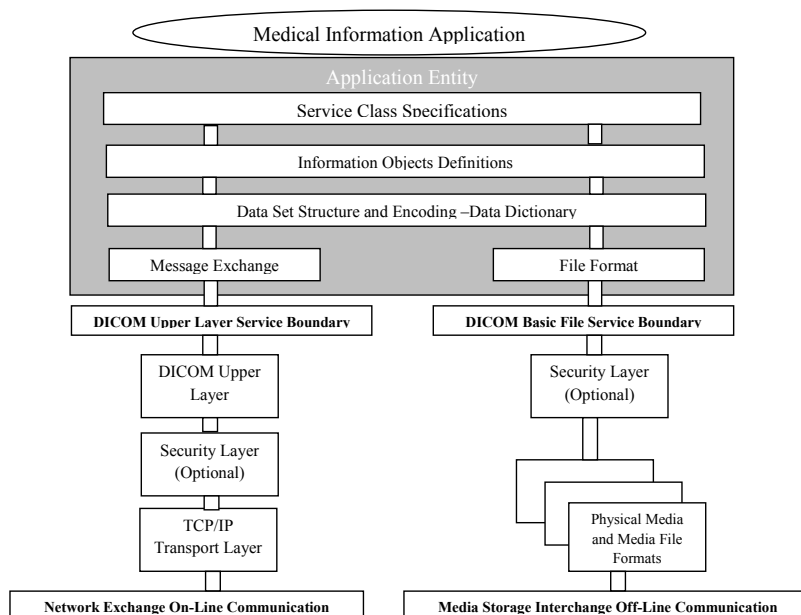 Medical Information Application
Application Entity
Service Class Specifications
Information Objects Definitions
Data Set Structure and Encoding –Data Dictionary
Message Exchange
File Format
DICOM Upper Layer Service Boundary
DICOM Basic File Service Boundary
DICOM Upper
Layer
Security Layer
(Optional)
Security Layer
(Optional)
TCP/IP
Transport Layer
Physical Media
and Media File
Formats
Network Exchange On-Line Communication
Media Storage Interchange Off-Line Communication